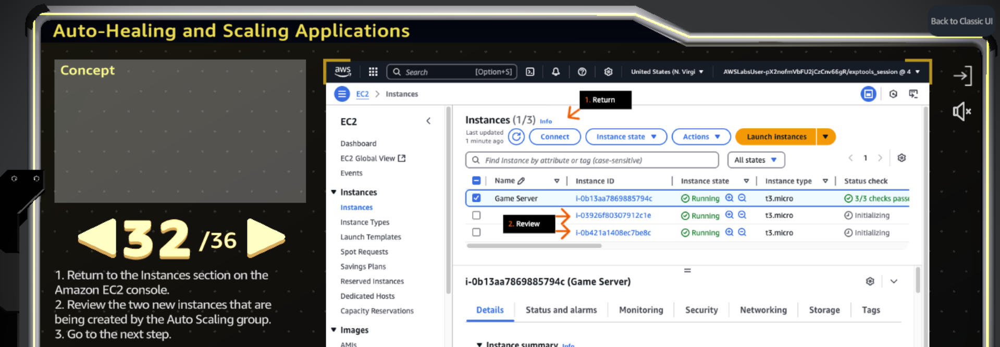 Back to Classic UI
Auto-Healing and Scaling Applications
Concept
32 /36
1. Return to the Instances section on the
Amazon EC2 console.
2. Review the two new instances that are
being created by the Auto Scaling group.
3. Go to the next step.
aws Search [Option+S] United States (N. Virgi AWSLabsUser-pX2nofmVbFU2jCzCnv66gR/exptools_session @ 4
EC2 > Instances
1. Return
EC2
Dashboard
EC2 Global View
Events
Instances
Instances
Instance Types
Launch Templates
Spot Requests
Savings Plans
Reserved Instances
Dedicated Hosts
Capacity Reservations
Images
AMIs
Instances (1/3) Info
Last updated
1 minute ago
Connect Instance state Actions Launch instances
Find Instance by attribute or tag (case-sensitive) All states 1
Name Instance ID Instance state Instance type Status check
Game Server i-0b13aa7869885794c Running t3.micro 3/3 checks passe
i-03926f80307912c1e Running t3.micro Initializing
2. Review
i-0b421a1408ec7be8c Running t3.micro Initializing
i-0b13aa7869885794c (Game Server)
Details Status and alarms Monitoring Security Networking Storage Tags
Instance summary Info